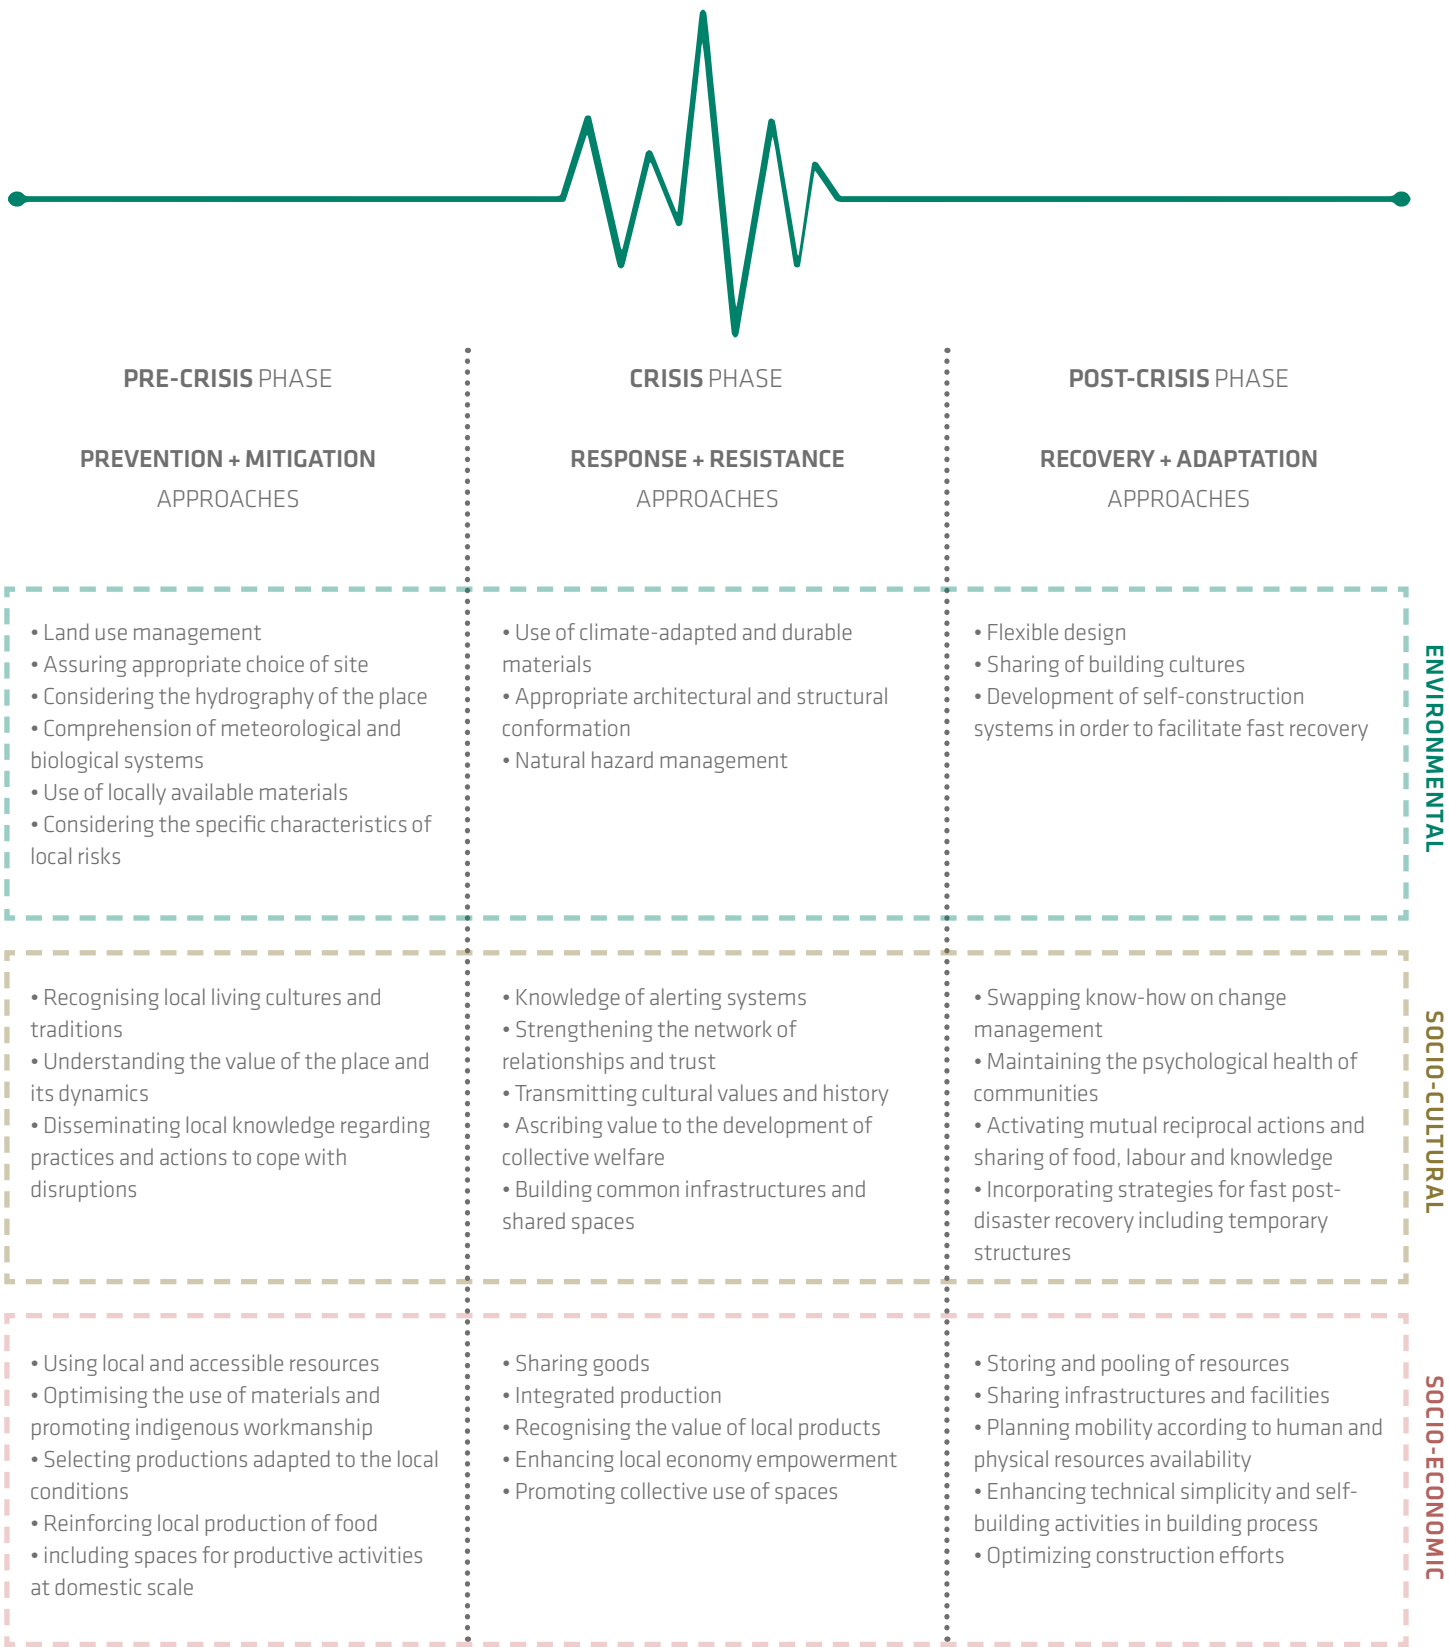 PRE-CRISIS PHASE
PREVENTION + MITIGATION
APPROACHES
CRISIS PHASE
RESPONSE + RESISTANCE
APPROACHES
POST-CRISIS PHASE
RECOVERY + ADAPTATION
APPROACHES
ENVIRONMENTAL
• Land use management
• Assuring appropriate choice of site
• Considering the hydrography of the place
• Comprehension of meteorological and
biological systems
• Use of locally available materials
• Considering the specific characteristics of
local risks
• Use of climate-adapted and durable
materials
• Appropriate architectural and structural
conformation
• Natural hazard management
• Flexible design
• Sharing of building cultures
• Development of self-construction
systems in order to facilitate fast recovery
SOCIO-CULTURAL
• Recognising local living cultures and
traditions
• Understanding the value of the place and
its dynamics
• Disseminating local knowledge regarding
practices and actions to cope with
disruptions
• Knowledge of alerting systems
• Strengthening the network of
relationships and trust
• Transmitting cultural values and history
• Ascribing value to the development of
collective welfare
• Building common infrastructures and
shared spaces
• Swapping know-how on change
management
• Maintaining the psychological health of
communities
• Activating mutual reciprocal actions and
sharing of food, labour and knowledge
• Incorporating strategies for fast post-
disaster recovery including temporary
structures
SOCIO-ECONOMIC
• Using local and accessible resources
• Optimising the use of materials and
promoting indigenous workmanship
• Selecting productions adapted to the local
conditions
• Reinforcing local production of food
• including spaces for productive activities
at domestic scale
• Sharing goods
• Integrated production
• Recognising the value of local products
• Enhancing local economy empowerment
• Promoting collective use of spaces
• Storing and pooling of resources
• Sharing infrastructures and facilities
• Planning mobility according to human and
physical resources availability
• Enhancing technical simplicity and self-
building activities in building process
• Optimizing construction efforts